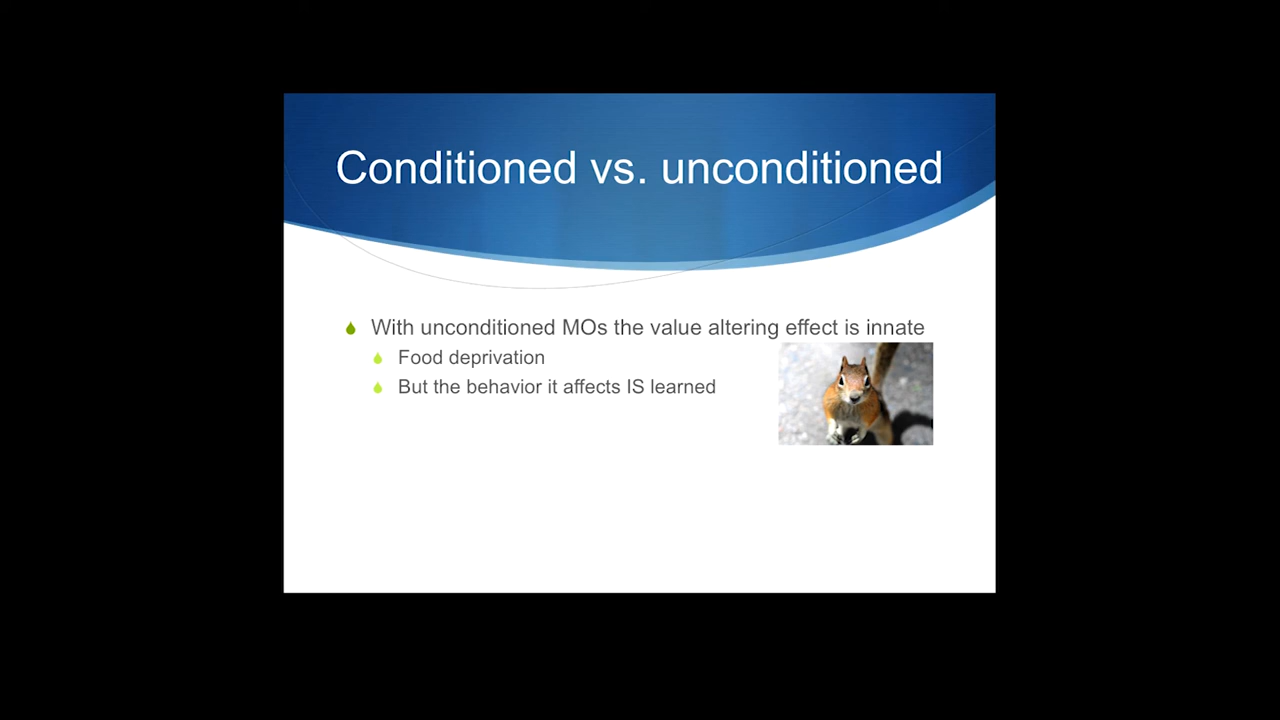 Conditioned vs. unconditioned
With unconditioned MOs the value altering effect is innate
Food deprivation
But the behavior it affects IS learned